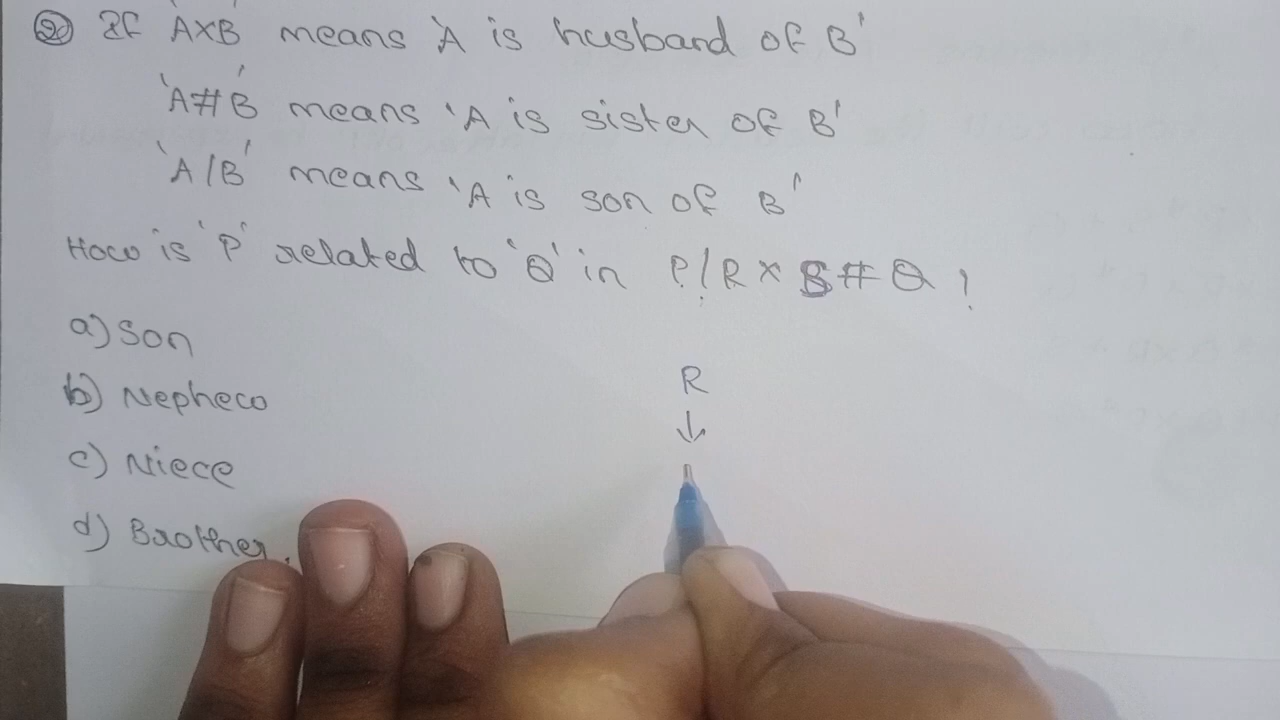 ② If 'A×B' means 'A is husband of B'
'A#B' means 'A is sister of B'
'A/B' means 'A is son of B'
How is 'P' related to 'Q' in P/R×S#Q?
a) Son
b) Nephew
c) Niece
d) Brother.
R
↓